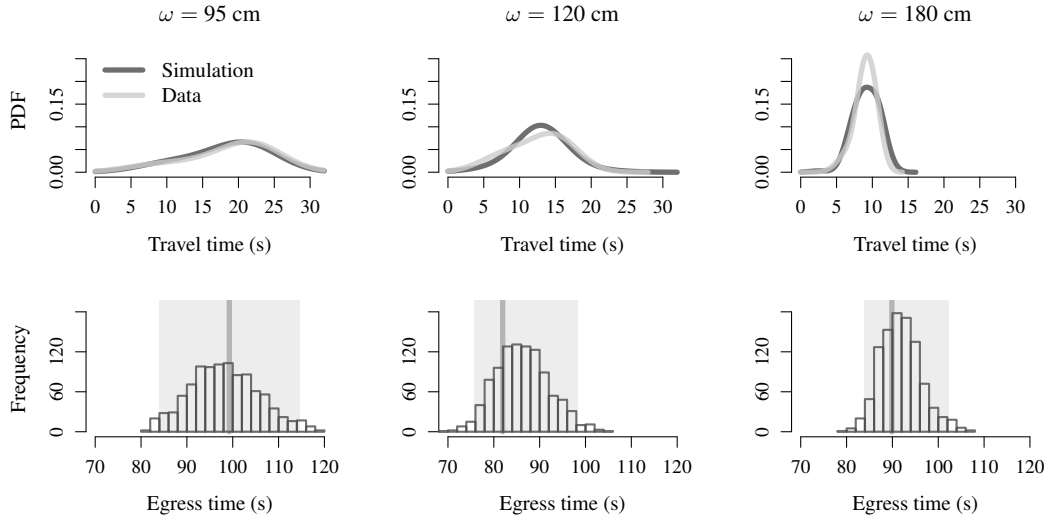 ω = 95 cm
ω = 120 cm
ω = 180 cm
PDF
0.00 0.15
Simulation
Data
0 5 10 15 20 25 30
Travel time (s)
0.00 0.15
0 5 10 15 20 25 30
Travel time (s)
0.00 0.15
0 5 10 15 20 25 30
Travel time (s)
Frequency
0 60 120
70 80 90 100 110 120
Egress time (s)
0 60 120
70 80 90 100 110 120
Egress time (s)
0 60 120
70 80 90 100 110 120
Egress time (s)